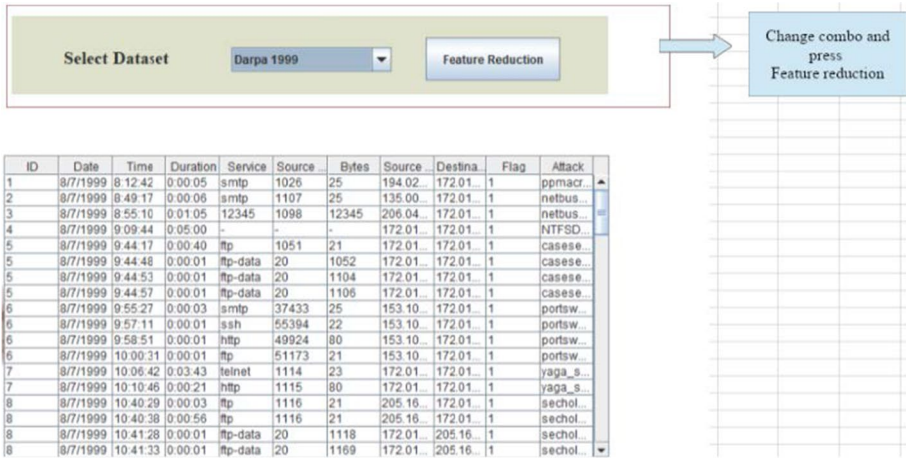 Select Dataset Darpa 1999 Feature Reduction
Change combo and
press
Feature reduction
ID Date Time Duration Service Source ... Bytes Source ... Destina... Flag Attack
1 8/7/1999 8:12:42 0:00:05 smtp 1026 25 194.02... 172.01... 1 ppmacr...
2 8/7/1999 8:49:17 0:00:06 smtp 1107 25 135.00... 172.01... 1 netbus...
3 8/7/1999 8:55:10 0:01:05 12345 1098 12345 206.04... 172.01... 1 netbus...
4 8/7/1999 9:09:44 0:05:00 - - - 172.01... 172.01... 1 NTFSD...
5 8/7/1999 9:44:17 0:00:40 ftp 1051 21 172.01... 172.01... 1 casese...
5 8/7/1999 9:44:48 0:00:01 ftp-data 20 1052 172.01... 172.01... 1 casese...
5 8/7/1999 9:44:53 0:00:01 ftp-data 20 1104 172.01... 172.01... 1 casese...
5 8/7/1999 9:44:57 0:00:01 ftp-data 20 1106 172.01... 172.01... 1 casese...
6 8/7/1999 9:55:27 0:00:03 smtp 37433 25 153.10... 172.01... 1 portsw...
6 8/7/1999 9:57:11 0:00:01 ssh 55394 22 153.10... 172.01... 1 portsw...
6 8/7/1999 9:58:51 0:00:01 http 49924 80 153.10... 172.01... 1 portsw...
6 8/7/1999 10:00:31 0:00:01 ftp 51173 21 153.10... 172.01... 1 portsw...
7 8/7/1999 10:06:42 0:03:43 telnet 1114 23 172.01... 172.01... 1 yaga_s...
7 8/7/1999 10:10:46 0:00:21 http 1115 80 172.01... 172.01... 1 yaga_s...
8 8/7/1999 10:40:29 0:00:03 ftp 1116 21 205.16... 172.01... 1 sechol...
8 8/7/1999 10:40:38 0:00:56 ftp 1116 21 205.16... 172.01... 1 sechol...
8 8/7/1999 10:41:28 0:00:01 ftp-data 20 1118 172.01... 205.16... 1 sechol...
8 8/7/1999 10:41:33 0:00:01 ftp-data 20 1169 172.01... 205.16... 1 sechol...